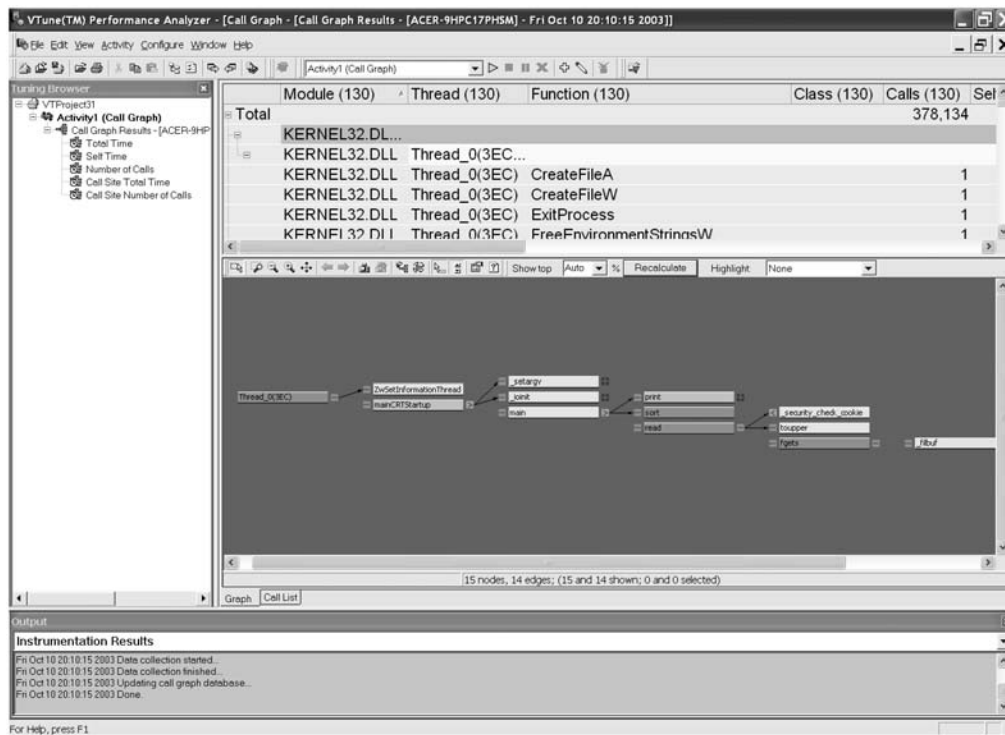 VTune(TM) Performance Analyzer - [Call Graph - [Call Graph Results - [ACER-9HPC17PHSM] - Fri Oct 10 20:10:15 2003]]
File Edit View Activity Configure Window Help
Activity1 (Call Graph)
Tuning Browser
VTProject31
Activity1 (Call Graph)
Call Graph Results - [ACER-9HP
Total Time
Self Time
Number of Calls
Call Site Total Time
Call Site Number of Calls
Module (130) Thread (130) Function (130) Class (130) Calls (130) Sel
Total 378,134
KERNEL32.DL...
KERNEL32.DLL Thread_0(3EC...
KERNEL32.DLL Thread_0(3EC) CreateFileA 1
KERNEL32.DLL Thread_0(3EC) CreateFileW 1
KERNEL32.DLL Thread_0(3EC) ExitProcess 1
KERNEL32.DLL Thread_0(3EC) FreeEnvironmentStringsW 1
Show top Auto % Recalculate Highlight: None
Thread_0(3EC)
ZwSetInformationThread
mainCRTStartup
_setargv
_ioinit
main
print
sort
read
_security_check_cookie
toupper
fgets
_filbuf
15 nodes, 14 edges; (15 and 14 shown; 0 and 0 selected)
Graph Call List
Output
Instrumentation Results
Fri Oct 10 20:10:15 2003 Data collection started...
Fri Oct 10 20:10:15 2003 Data collection finished...
Fri Oct 10 20:10:15 2003 Updating call graph database...
Fri Oct 10 20:10:15 2003 Done.
For Help, press F1